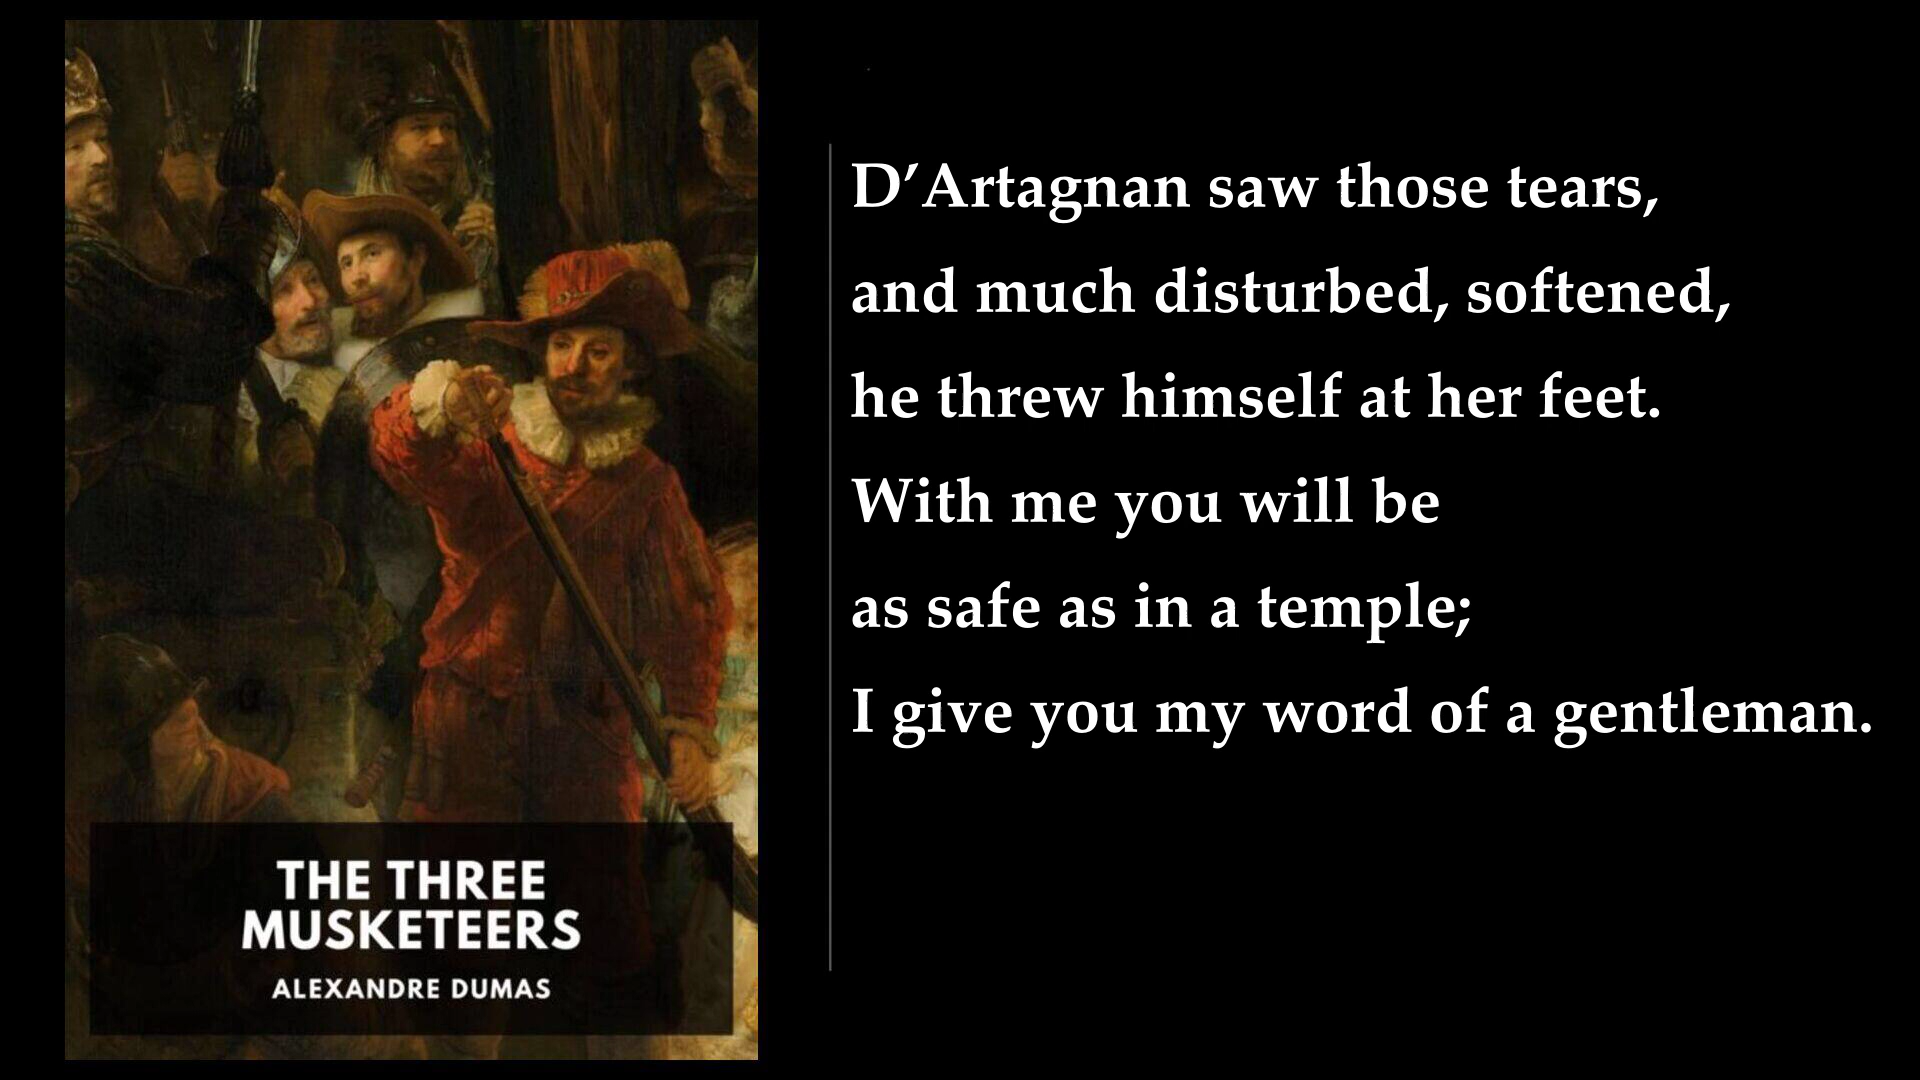 THE THREE
MUSKETEERS
ALEXANDRE DUMAS
D’Artagnan saw those tears,
and much disturbed, softened,
he threw himself at her feet.
With me you will be
as safe as in a temple;
I give you my word of a gentleman.